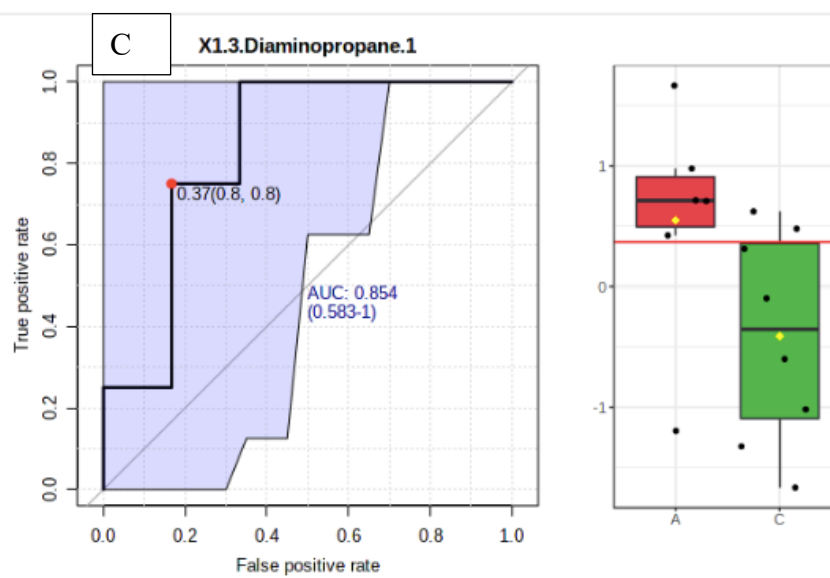 C
X1.3.Diaminopropane.1
True positive rate
1.0
0.8
0.6
0.4
0.2
0.0
0.37(0.8, 0.8)
AUC: 0.854
(0.583-1)
0.0 0.2 0.4 0.6 0.8 1.0
False positive rate
1
0
-1
A C